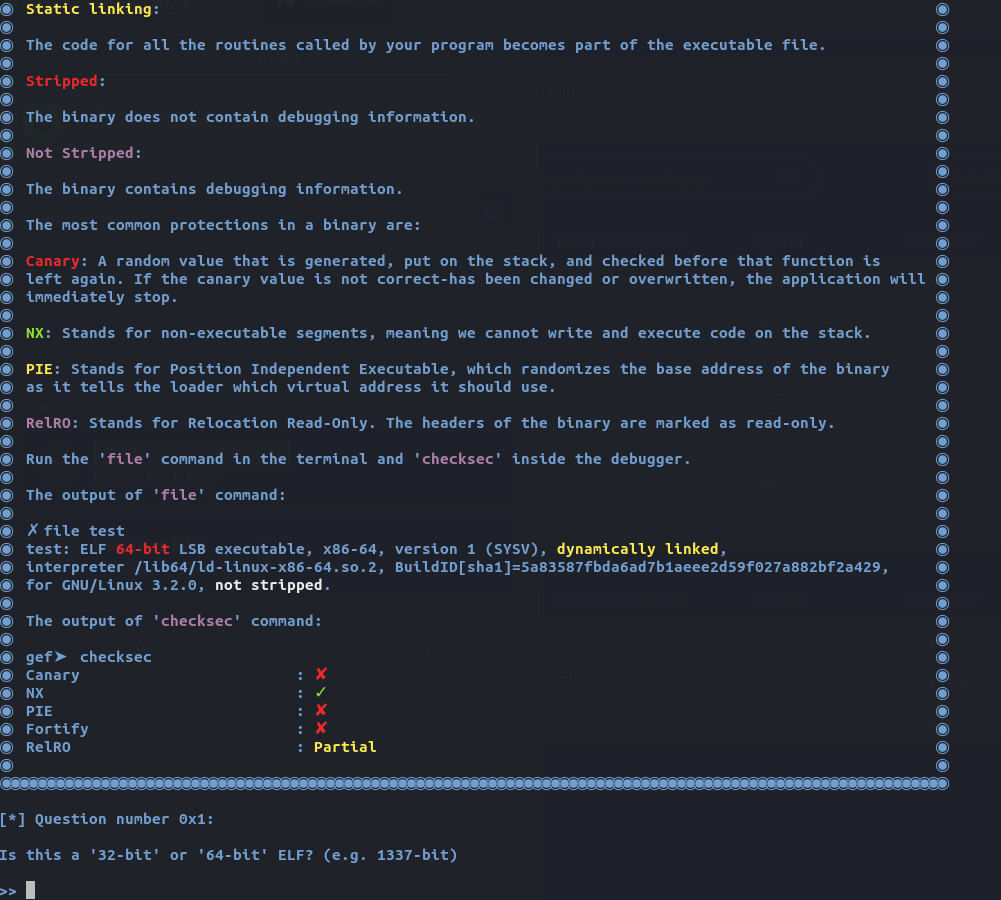 Static linking:
The code for all the routines called by your program becomes part of the executable file.
Stripped:
The binary does not contain debugging information.
Not Stripped:
The binary contains debugging information.
The most common protections in a binary are:
Canary: A random value that is generated, put on the stack, and checked before that function is
left again. If the canary value is not correct-has been changed or overwritten, the application will
immediately stop.
NX: Stands for non-executable segments, meaning we cannot write and execute code on the stack.
PIE: Stands for Position Independent Executable, which randomizes the base address of the binary
as it tells the loader which virtual address it should use.
RelRO: Stands for Relocation Read-Only. The headers of the binary are marked as read-only.
Run the 'file' command in the terminal and 'checksec' inside the debugger.
The output of 'file' command:
✗ file test
test: ELF 64-bit LSB executable, x86-64, version 1 (SYSV), dynamically linked,
interpreter /lib64/ld-linux-x86-64.so.2, BuildID[sha1]=5a83587fbda6ad7b1aeee2d59f027a882bf2a429,
for GNU/Linux 3.2.0, not stripped.
The output of 'checksec' command:
gef➤ checksec
Canary : ✘
NX : ✓
PIE : ✘
Fortify : ✘
RelRO : Partial
[*] Question number 0x1:
Is this a '32-bit' or '64-bit' ELF? (e.g. 1337-bit)
>>